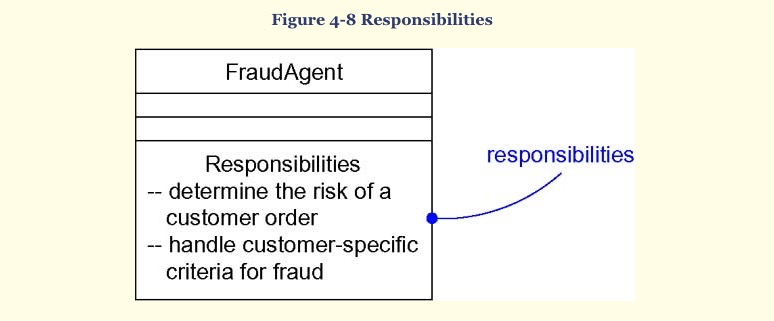 Figure 4-8 Responsibilities
FraudAgent
Responsibilities
-- determine the risk of a
customer order
-- handle customer-specific
criteria for fraud
responsibilities